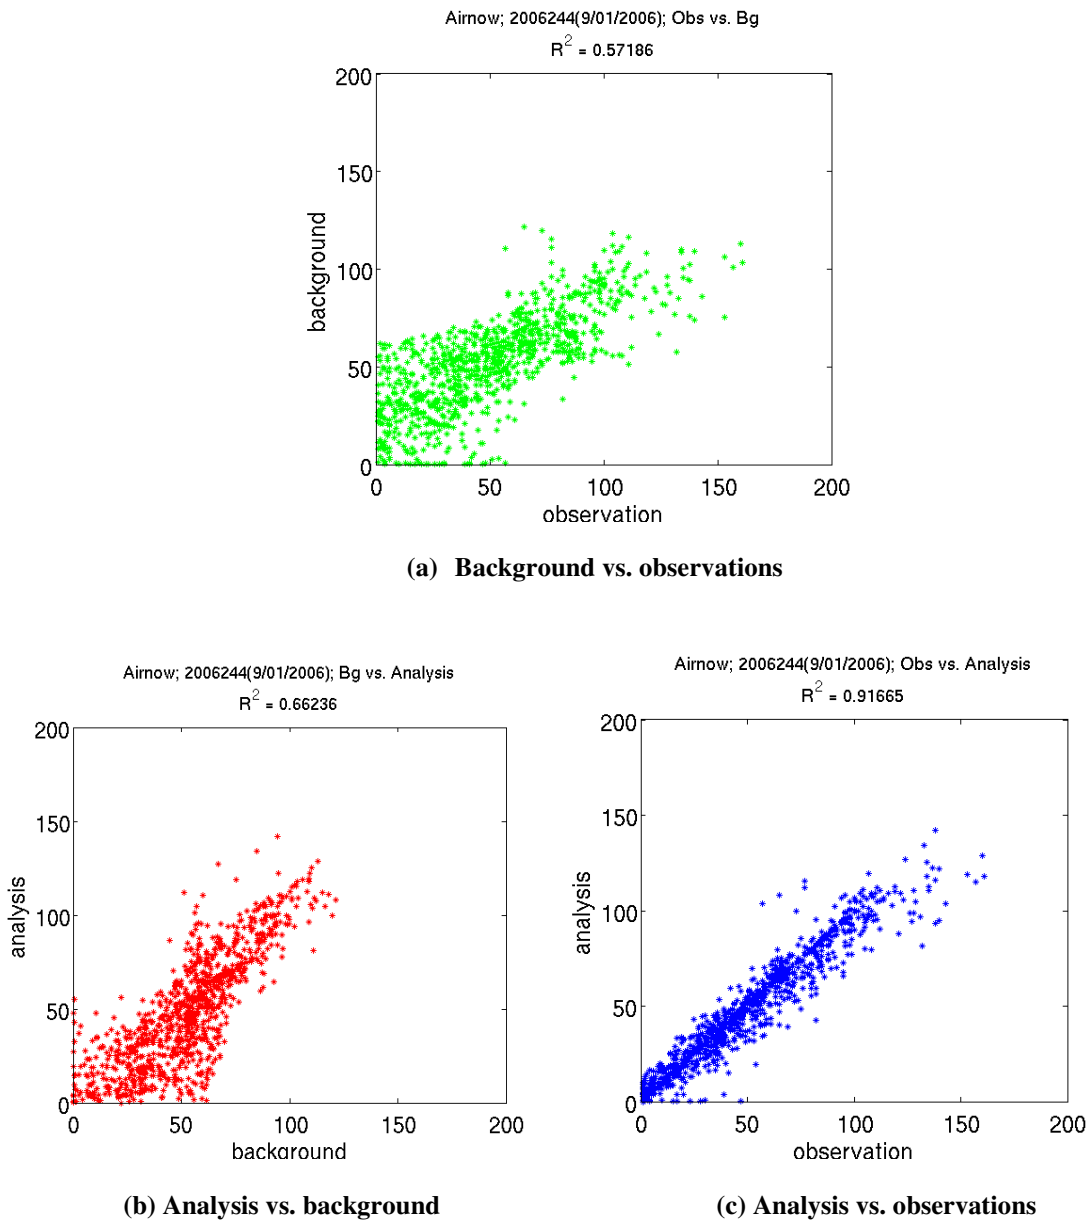 Airnow; 2006244(9/01/2006); Obs vs. Bg
R² = 0.57186
200
150
100
50
0
background
0 50 100 150 200
observation
(a) Background vs. observations
Airnow; 2006244(9/01/2006); Bg vs. Analysis
R² = 0.66236
200
150
100
50
0
analysis
0 50 100 150 200
background
(b) Analysis vs. background
Airnow; 2006244(9/01/2006); Obs vs. Analysis
R² = 0.91665
200
150
100
50
0
analysis
0 50 100 150 200
observation
(c) Analysis vs. observations